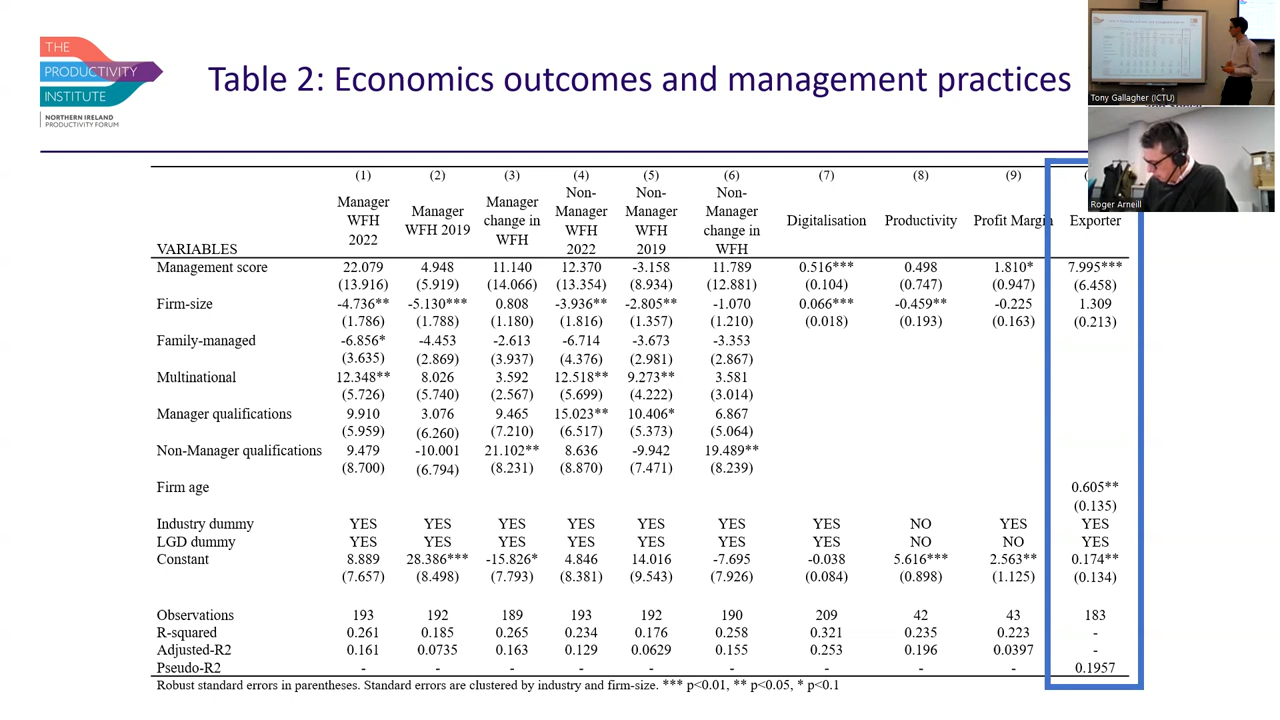 THE
PRODUCTIVITY
INSTITUTE
NORTHERN IRELAND
PRODUCTIVITY FORUM
Table 2: Economics outcomes and management practices
Tony Gallagher (ICTU)
Roger Arneill
(1) (2) (3) (4) (5) (6) (7) (8) (9)
VARIABLES Manager WFH 2022 Manager WFH 2019 Manager change in WFH Non-Manager WFH 2022 Non-Manager WFH 2019 Non-Manager change in WFH Digitalisation Productivity Profit Margin Exporter
Management score 22.079 4.948 11.140 12.370 -3.158 11.789 0.516*** 0.498 1.810* 7.995***
(13.916) (5.919) (14.066) (13.354) (8.934) (12.881) (0.104) (0.747) (0.947) (6.458)
Firm-size -4.736** -5.130*** 0.808 -3.936** -2.805** -1.070 0.066*** -0.459** -0.225 1.309
(1.786) (1.788) (1.180) (1.816) (1.357) (1.210) (0.018) (0.193) (0.163) (0.213)
Family-managed -6.856* -4.453 -2.613 -6.714 -3.673 -3.353
(3.635) (2.869) (3.937) (4.376) (2.981) (2.867)
Multinational 12.348** 8.026 3.592 12.518** 9.273** 3.581
(5.726) (5.740) (2.567) (5.699) (4.222) (3.014)
Manager qualifications 9.910 3.076 9.465 15.023** 10.406* 6.867
(5.959) (6.260) (7.210) (6.517) (5.373) (5.064)
Non-Manager qualifications 9.479 -10.001 21.102** 8.636 -9.942 19.489**
(8.700) (6.794) (8.231) (8.870) (7.471) (8.239)
Firm age 0.605**
(0.135)
Industry dummy YES YES YES YES YES YES YES NO YES YES
LGD dummy YES YES YES YES YES YES YES NO NO YES
Constant 8.889 28.386*** -15.826* 4.846 14.016 -7.695 -0.038 5.616*** 2.563** 0.174**
(7.657) (8.498) (7.793) (8.381) (9.543) (7.926) (0.084) (0.898) (1.125) (0.134)
Observations 193 192 189 193 192 190 209 42 43 183
R-squared 0.261 0.185 0.265 0.234 0.176 0.258 0.321 0.235 0.223 -
Adjusted-R2 0.161 0.0735 0.163 0.129 0.0629 0.155 0.253 0.196 0.0397 -
Pseudo-R2 - - - - - - - - - 0.1957
Robust standard errors in parentheses. Standard errors are clustered by industry and firm-size. *** p<0.01, ** p<0.05, * p<0.1